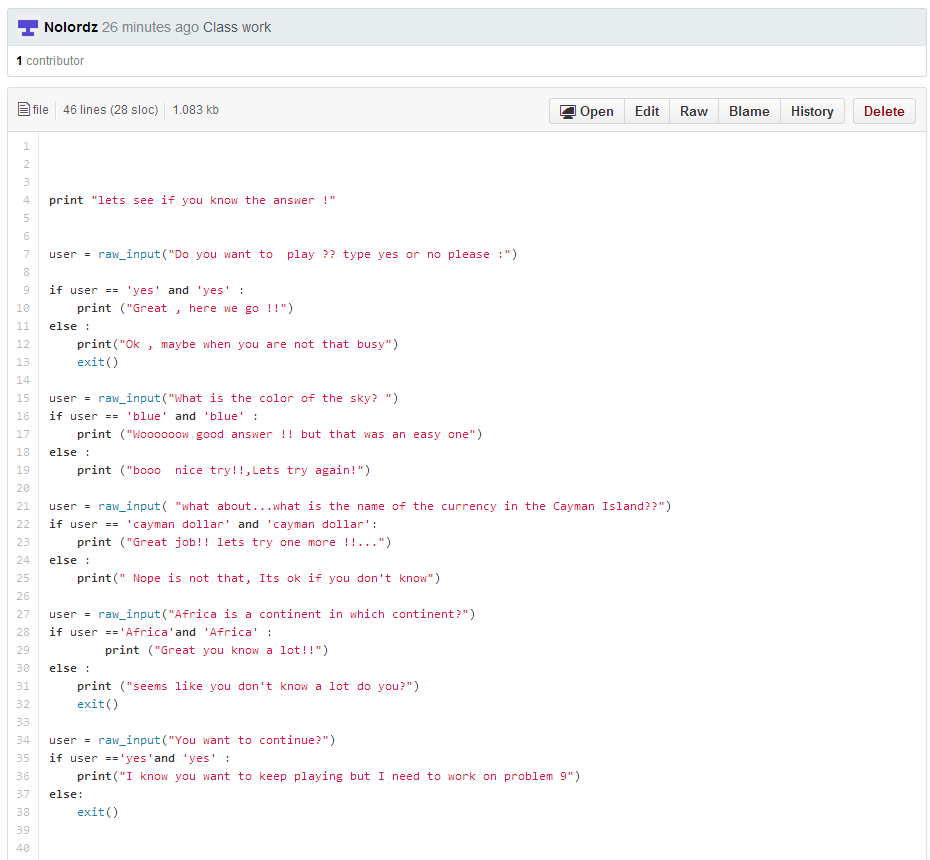 Nolordz 26 minutes ago Class work
1 contributor
file 46 lines (28 sloc) 1.083 kb Open Edit Raw Blame History Delete
1
2
3
4 print "lets see if you know the answer !"
5
6
7 user = raw_input("Do you want to  play ?? type yes or no please :")
8
9 if user == 'yes' and 'yes' :
10     print ("Great , here we go !!")
11 else :
12     print("Ok , maybe when you are not that busy")
13     exit()
14
15 user = raw_input("What is the color of the sky? ")
16 if user == 'blue' and 'blue' :
17     print ("Woooooow good answer !! but that was an easy one")
18 else :
19     print ("booo  nice try!!,Lets try again!")
20
21 user = raw_input( "what about...what is the name of the currency in the Cayman Island??")
22 if user == 'cayman dollar' and 'cayman dollar':
23     print ("Great job!! lets try one more !!...")
24 else :
25     print(" Nope is not that, Its ok if you don't know")
26
27 user = raw_input("Africa is a continent in which continent?")
28 if user =='Africa'and 'Africa' :
29         print ("Great you know a lot!!")
30 else :
31     print ("seems like you don't know a lot do you?")
32     exit()
33
34 user = raw_input("You want to continue?")
35 if user =='yes'and 'yes' :
36     print("I know you want to keep playing but I need to work on problem 9")
37 else:
38     exit()
39
40